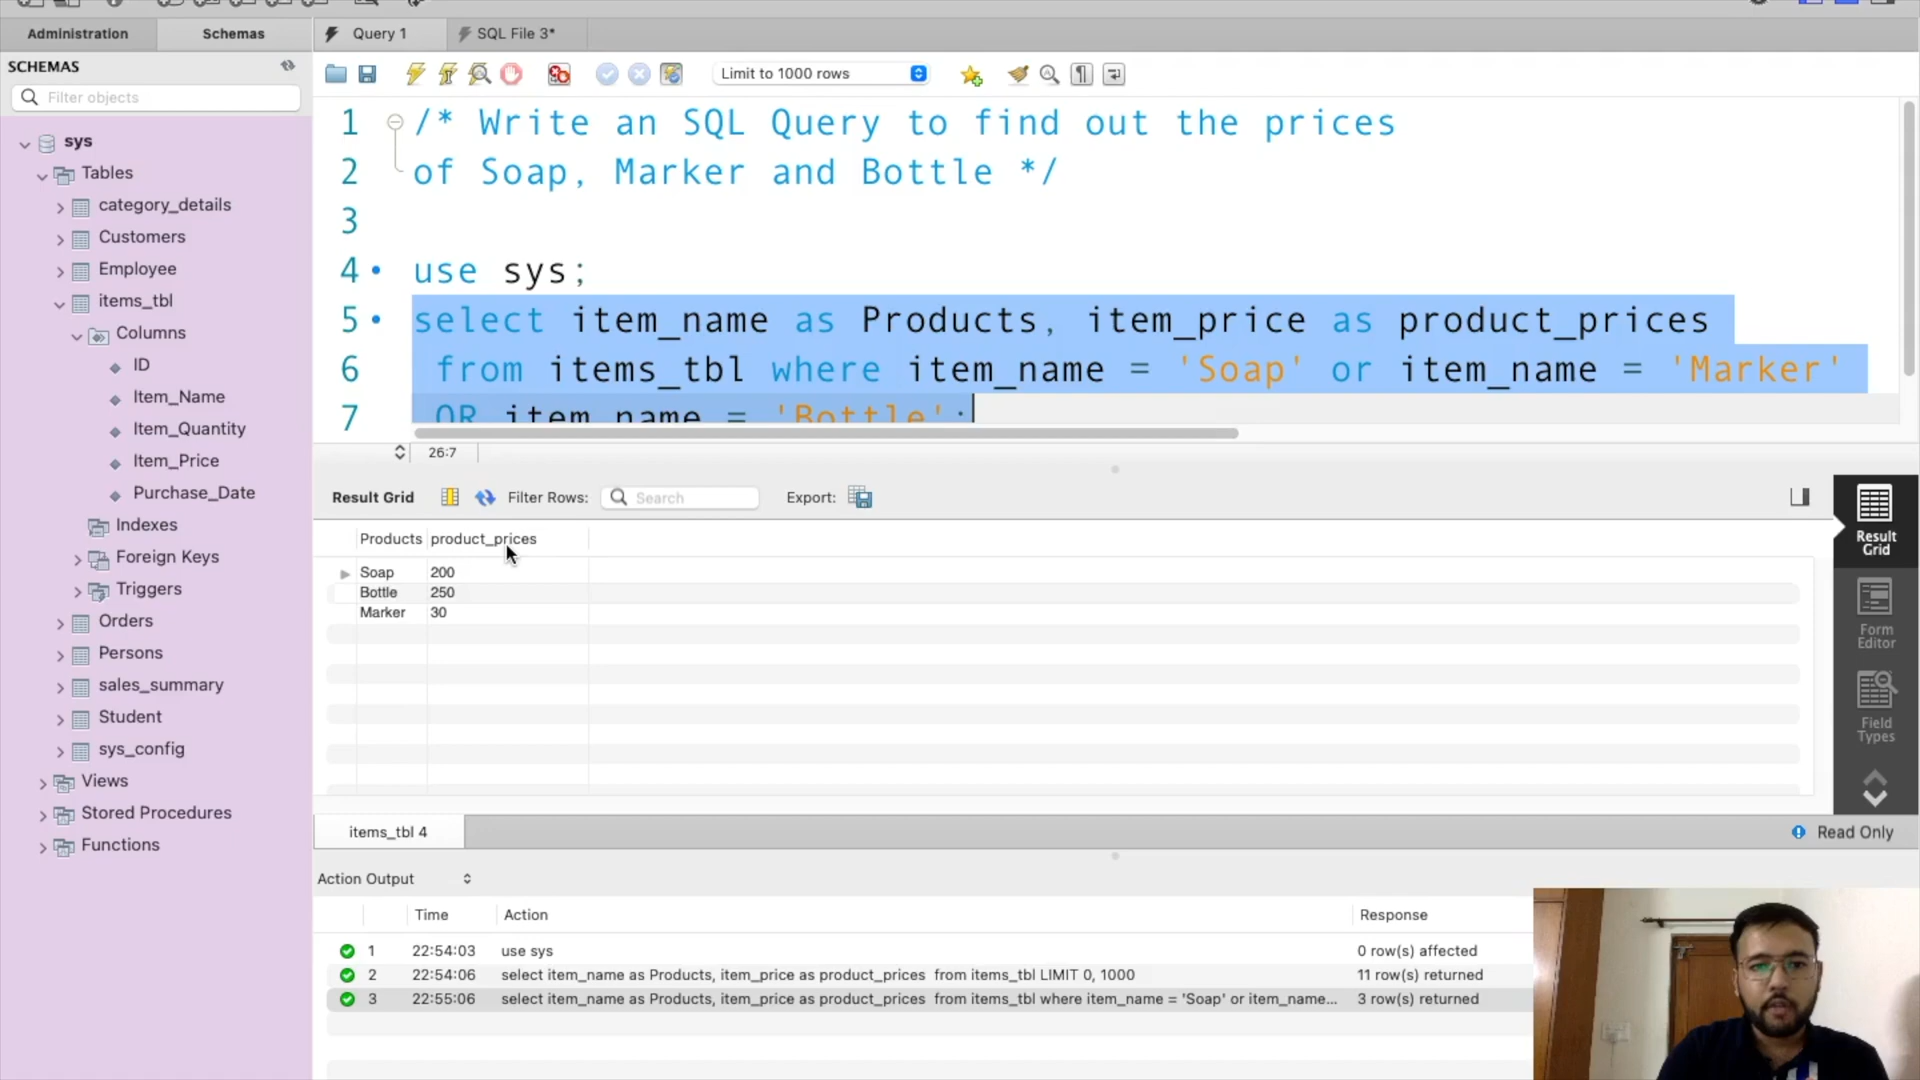 Administration
Schemas
Query 1
SQL File 3*
SCHEMAS
Filter objects
sys
Tables
category_details
Customers
Employee
items_tbl
Columns
ID
Item_Name
Item_Quantity
Item_Price
Purchase_Date
Indexes
Foreign Keys
Triggers
Orders
Persons
sales_summary
Student
sys_config
Views
Stored Procedures
Functions
Limit to 1000 rows
1 /* Write an SQL Query to find out the prices
2 of Soap, Marker and Bottle */
3
4 use sys;
5 select item_name as Products, item_price as product_prices
6 from items_tbl where item_name = 'Soap' or item_name = 'Marker'
7 OR item_name = 'Bottle';
26:7
Result Grid Filter Rows: Search Export:
Products product_prices
Soap 200
Bottle 250
Marker 30
Result Grid
Form Editor
Field Types
items_tbl 4
Read Only
Action Output
Time Action Response
1 22:54:03 use sys 0 row(s) affected
2 22:54:06 select item_name as Products, item_price as product_prices from items_tbl LIMIT 0, 1000 11 row(s) returned
3 22:55:06 select item_name as Products, item_price as product_prices from items_tbl where item_name = 'Soap' or item_name... 3 row(s) returned